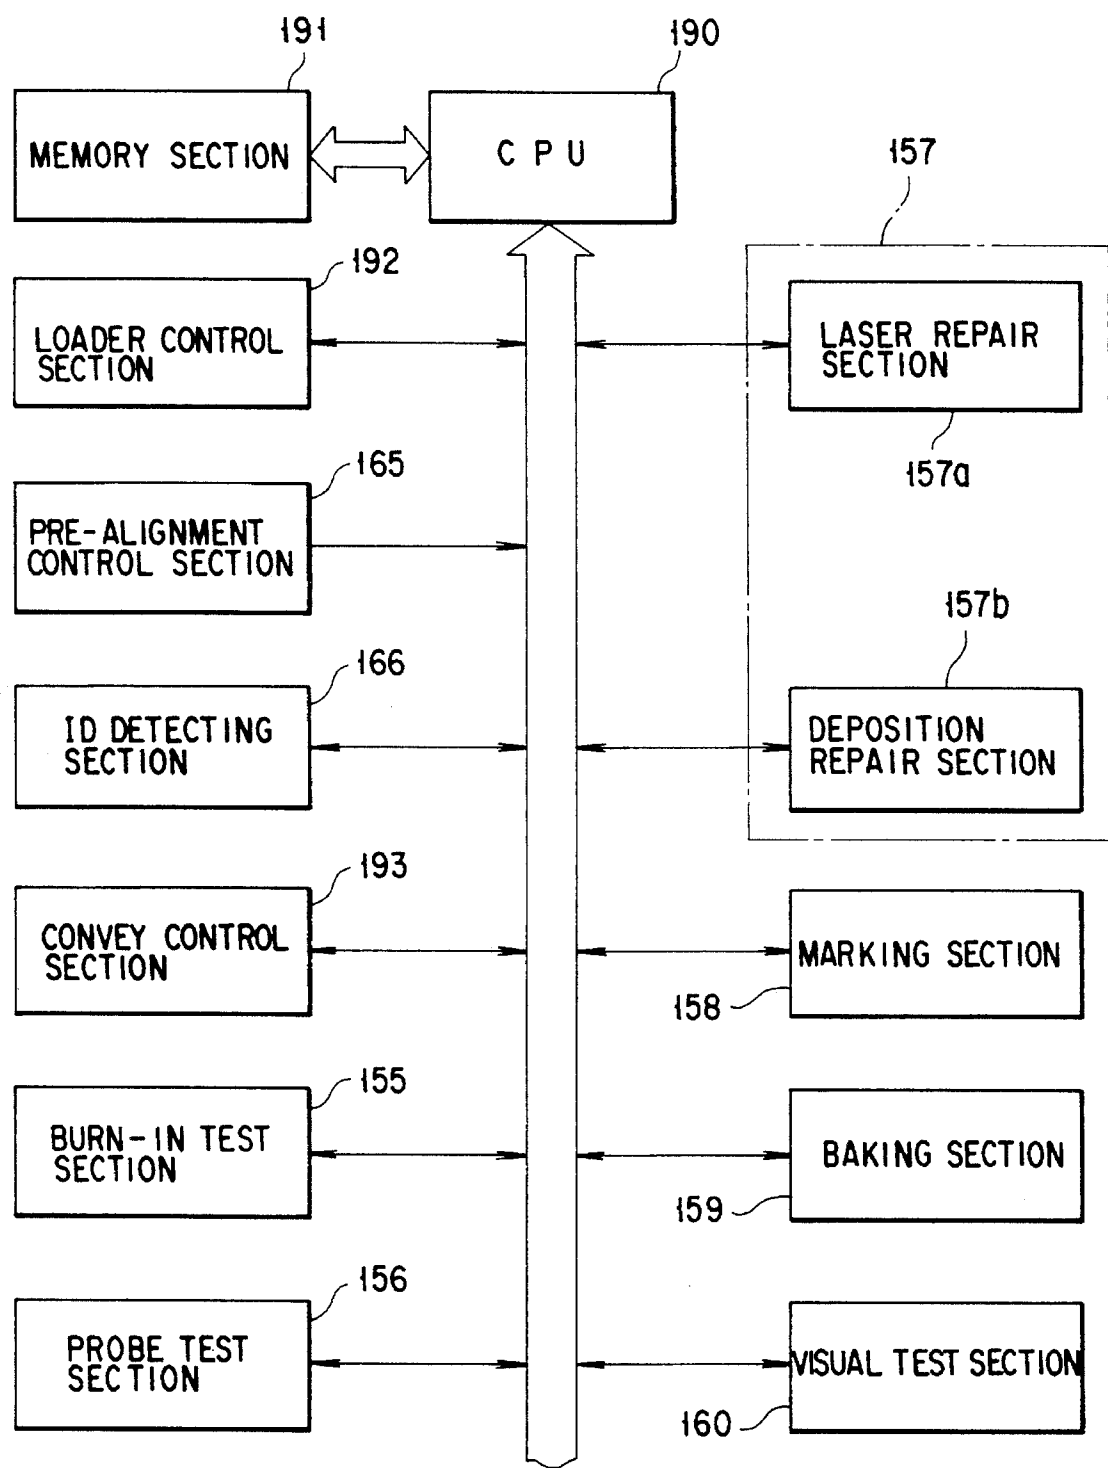 191
190
MEMORY SECTION
CPU
157
192
LOADER CONTROL
SECTION
LASER REPAIR
SECTION
157a
165
PRE-ALIGNMENT
CONTROL SECTION
157b
166
ID DETECTING
SECTION
DEPOSITION
REPAIR SECTION
193
CONVEY CONTROL
SECTION
MARKING SECTION
158
155
BURN-IN TEST
SECTION
BAKING SECTION
159
156
PROBE TEST
SECTION
VISUAL TEST SECTION
160